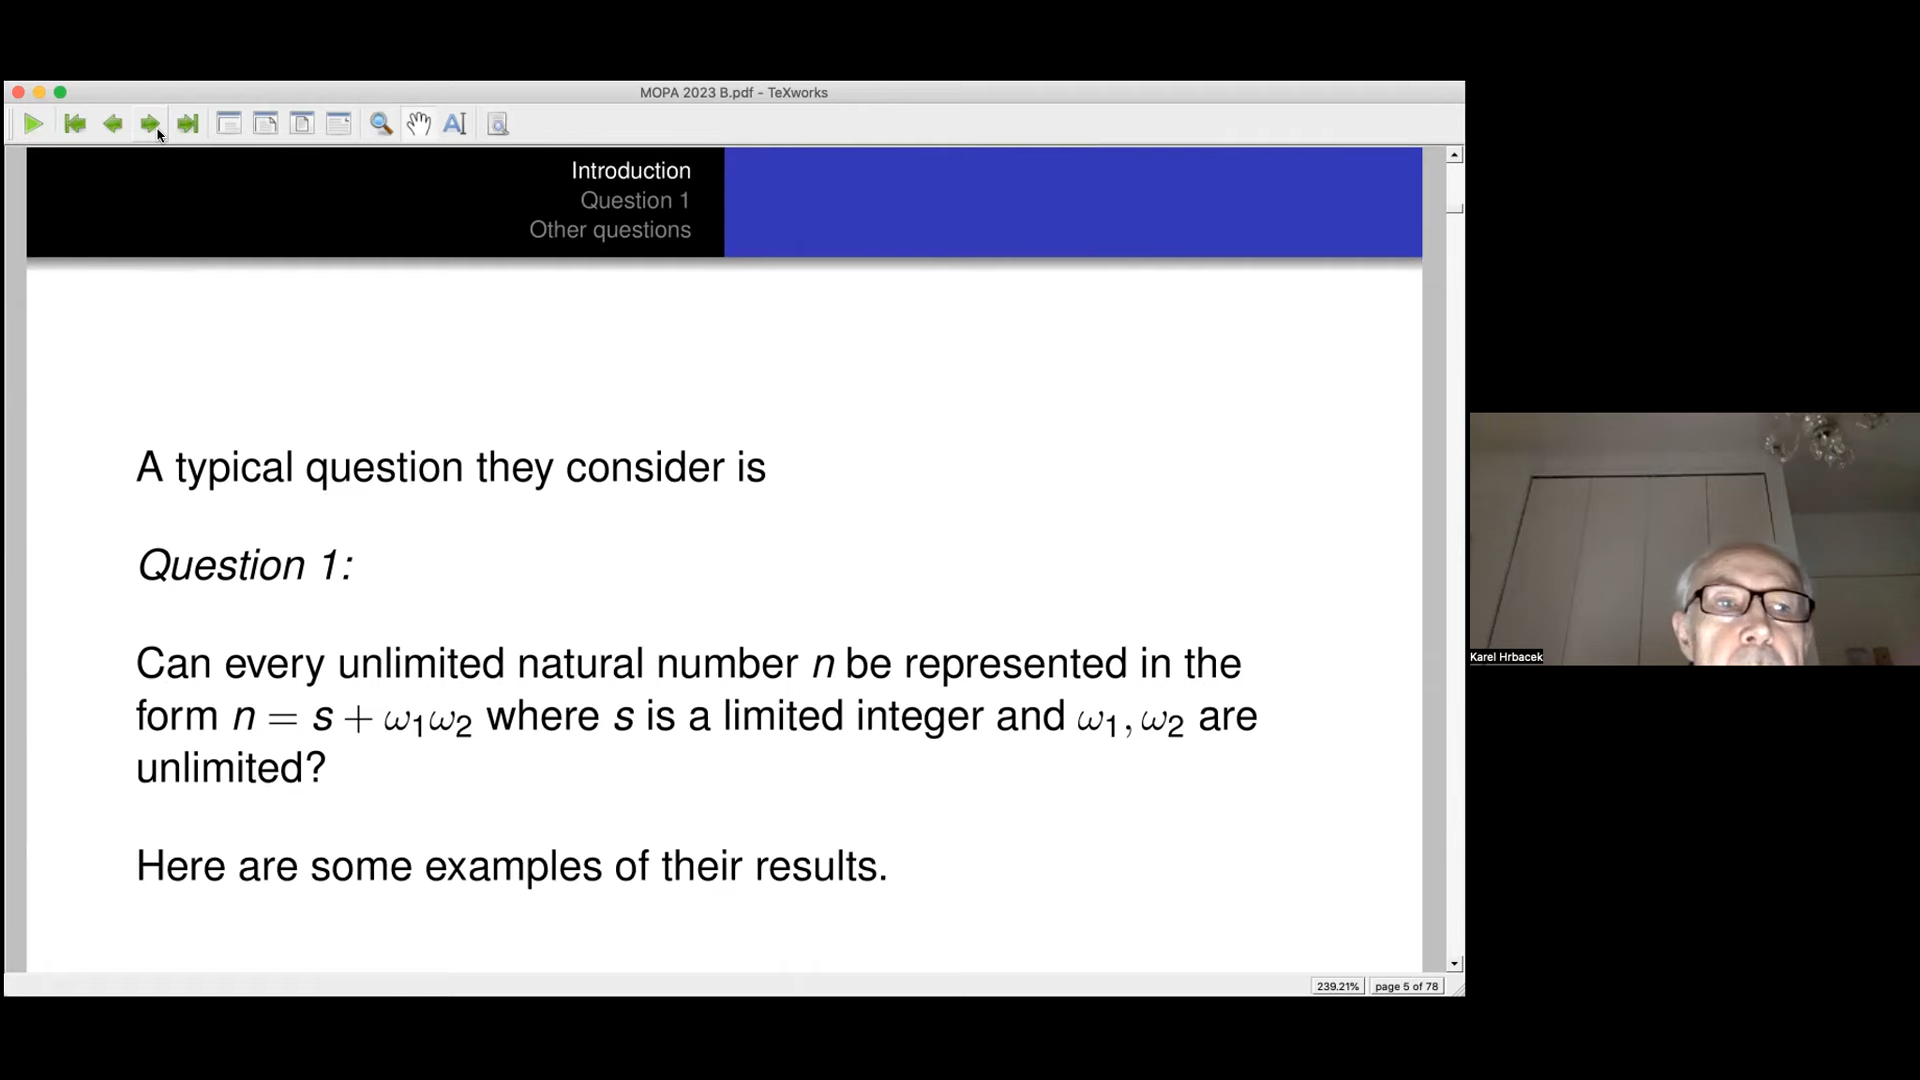 MOPA 2023 B.pdf - TeXworks
Introduction
Question 1
Other questions
A typical question they consider is
Question 1:
Can every unlimited natural number n be represented in the
form n = s + ω₁ω₂ where s is a limited integer and ω₁, ω₂ are
unlimited?
Here are some examples of their results.
Karel Hrbacek
239.21%
page 5 of 78